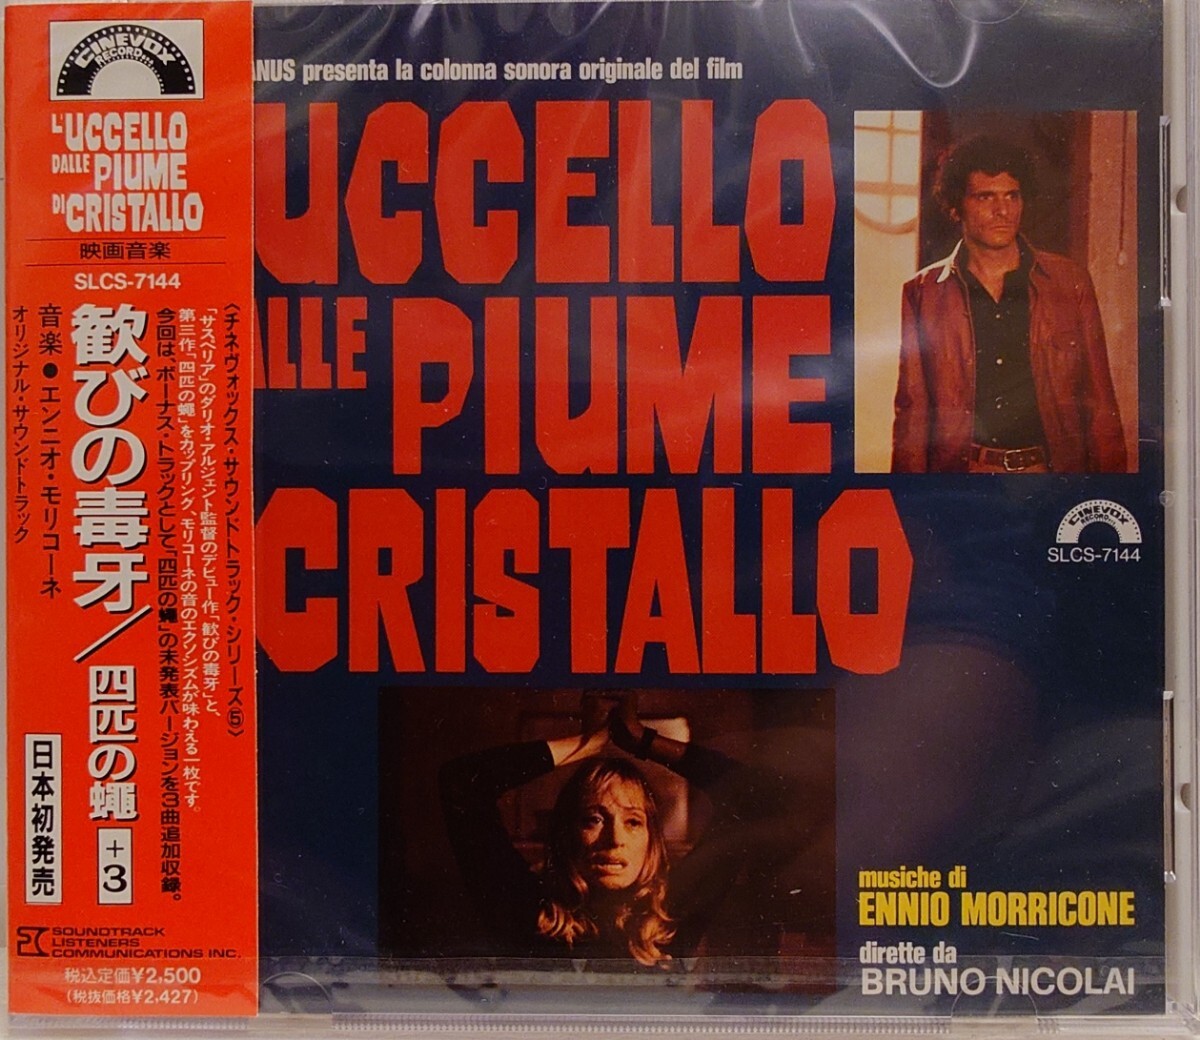 CINEVOX
RECORD
L'UCCELLO
DALLE PIUME
DI CRISTALLO
映画音楽
SLCS-7144
〈チネヴォックス・サウンドトラック・シリーズ⑤〉
「サスペリア」のダリオ・アルジェント監督のデビュー作「歓びの毒牙」と、
第三作「四匹の蠅」をカップリング、モリコーネの音のエクソシズムが味わえる一枚です。
今回は、ボーナス・トラックとして、「四匹の蠅」の未発表バージョンを3曲追加収録。
歓びの毒牙/四匹の蠅+3
音楽●エンニオ・モリコーネ
オリジナル・サウンドトラック
日本初発売
SOUNDTRACK
LISTENERS
COMMUNICATIONS INC.
税込定価¥2,500
(税抜価格¥2,427)
ANUS presenta la colonna sonora originale del film
UCCELLO
ALLE PIUME
CRISTALLO
CINEVOX
RECORD
SLCS-7144
musiche di
ENNIO MORRICONE
dirette da
BRUNO NICOLAI